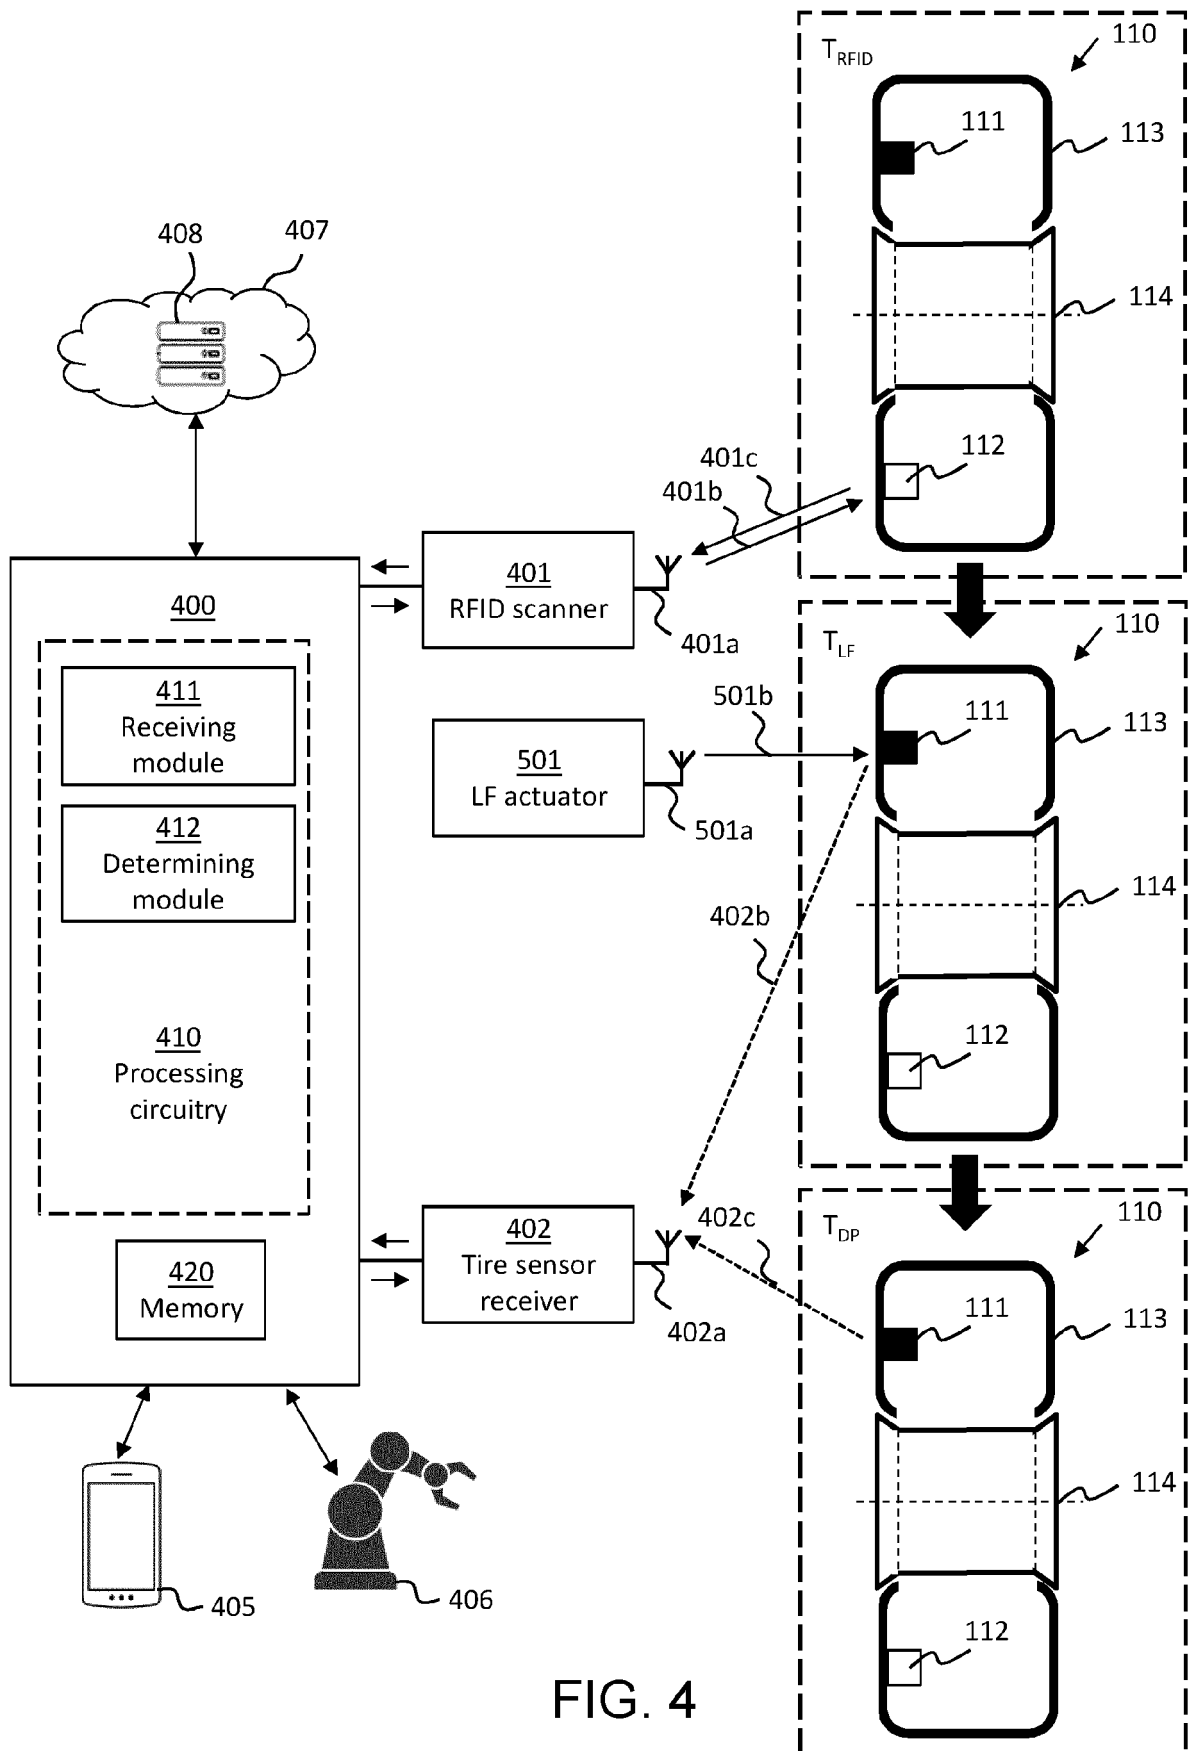 T_RFID
110
111
113
114
112
408
407
401c
401b
401
RFID scanner
401a
400
411
Receiving
module
412
Determining
module
410
Processing
circuitry
420
Memory
501
LF actuator
501a
501b
T_LF
110
111
113
114
112
402b
402
Tire sensor
receiver
402a
402c
T_DP
110
111
113
114
112
405
406
FIG. 4